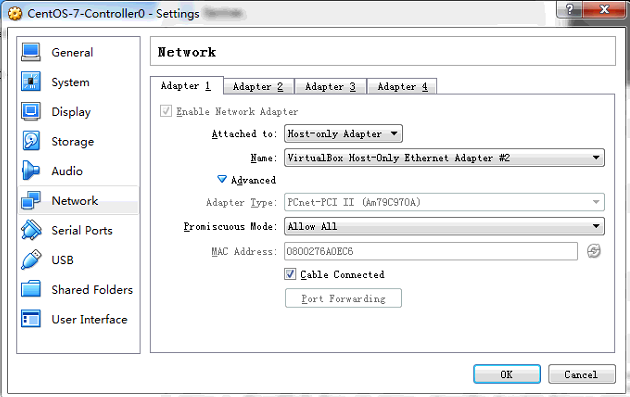 CentOS-7-Controller0 - Settings
General
System
Display
Storage
Audio
Network
Serial Ports
USB
Shared Folders
User Interface
Network
Adapter 1 Adapter 2 Adapter 3 Adapter 4
Enable Network Adapter
Attached to: Host-only Adapter
Name: VirtualBox Host-Only Ethernet Adapter #2
Advanced
Adapter Type: PCnet-PCI II (Am79C970A)
Promiscuous Mode: Allow All
MAC Address: 0800276A0EC6
Cable Connected
Port Forwarding
OK Cancel